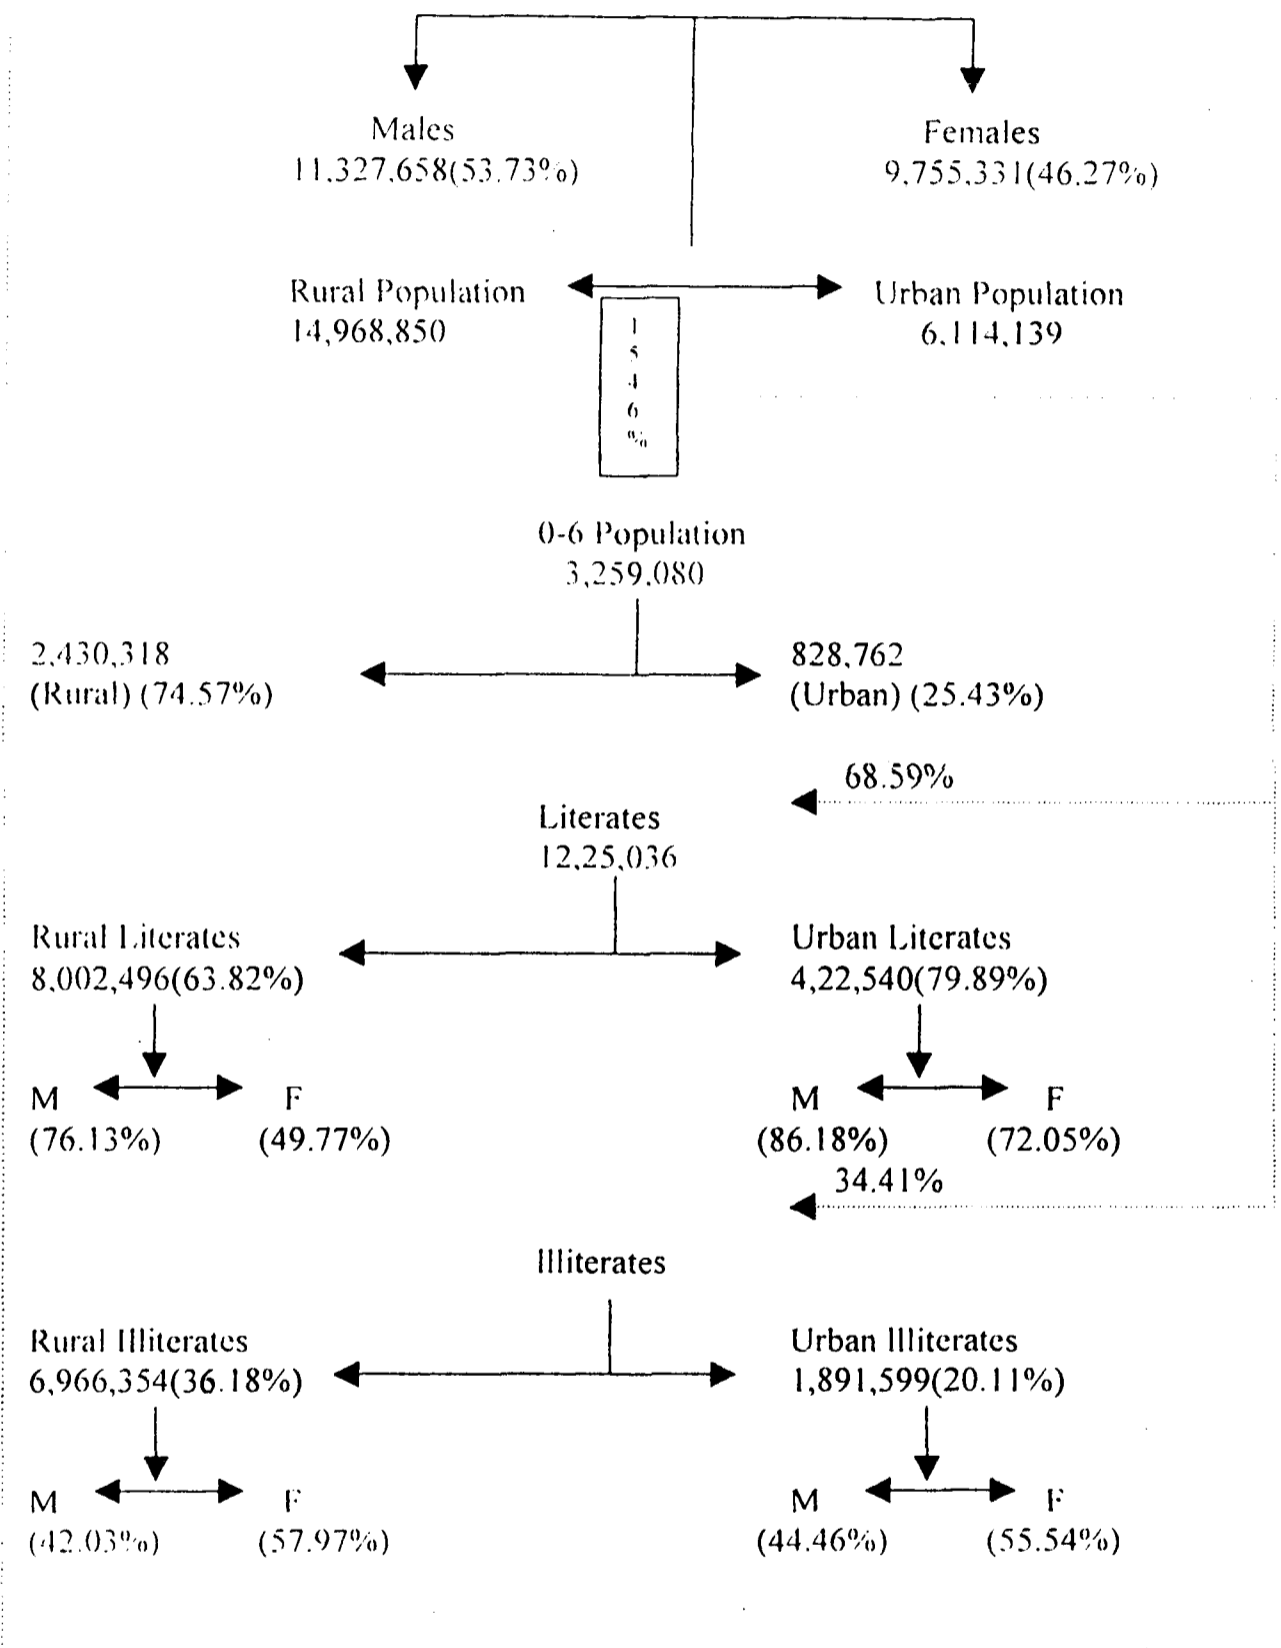 Males
11,327,658(53.73%)
Females
9,755,331(46.27%)
Rural Population
14,968,850
Urban Population
6,114,139
1
5
4
6
%
0-6 Population
3,259,080
2,430,318
(Rural) (74.57%)
828,762
(Urban) (25.43%)
68.59%
Literates
12,25,036
Rural Literates
8,002,496(63.82%)
Urban Literates
4,22,540(79.89%)
M
F
(76.13%)
(49.77%)
M
F
(86.18%)
(72.05%)
34.41%
Illiterates
Rural Illiterates
6,966,354(36.18%)
Urban Illiterates
1,891,599(20.11%)
M
F
(42.03%)
(57.97%)
M
F
(44.46%)
(55.54%)